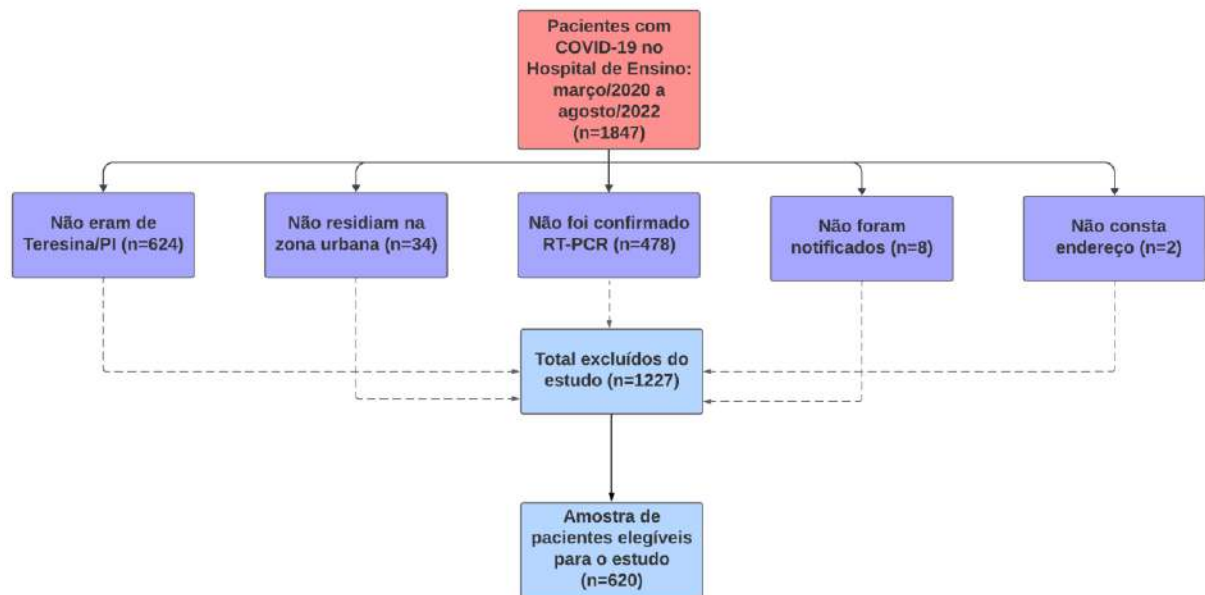 Pacientes com
COVID-19 no
Hospital de Ensino:
março/2020 a
agosto/2022
(n=1847)
Não eram de
Teresina/PI (n=624)
Não residiam na
zona urbana (n=34)
Não foi confirmado
RT-PCR (n=478)
Não foram
notificados (n=8)
Não consta
endereço (n=2)
Total excluídos do
estudo (n=1227)
Amostra de
pacientes elegíveis
para o estudo
(n=620)